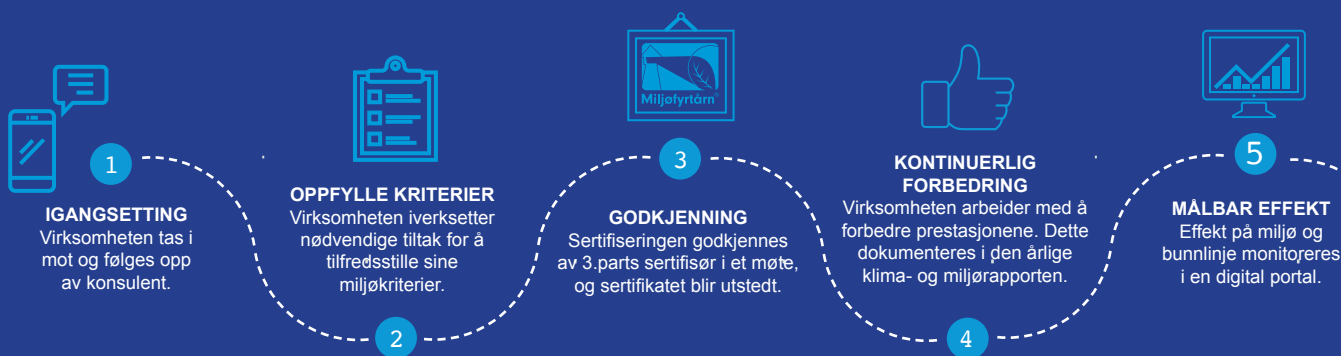 1
IGANGSETTING
Virksomheten tas i
mot og følges opp
av konsulent.
2
OPPFYLLE KRITERIER
Virksomheten iverksetter
nødvendige tiltak for å
tilfredsstille sine
miljøkriterier.
Miljøfyrtårn®
3
GODKJENNING
Sertifiseringen godkjennes
av 3.parts sertifisør i et møte,
og sertifikatet blir utstedt.
KONTINUERLIG
FORBEDRING
Virksomheten arbeider med å
forbedre prestasjonene. Dette
dokumenteres i den årlige
klima- og miljørapporten.
4
5
MÅLBAR EFFEKT
Effekt på miljø og
bunnlinje monitoreres
i en digital portal.